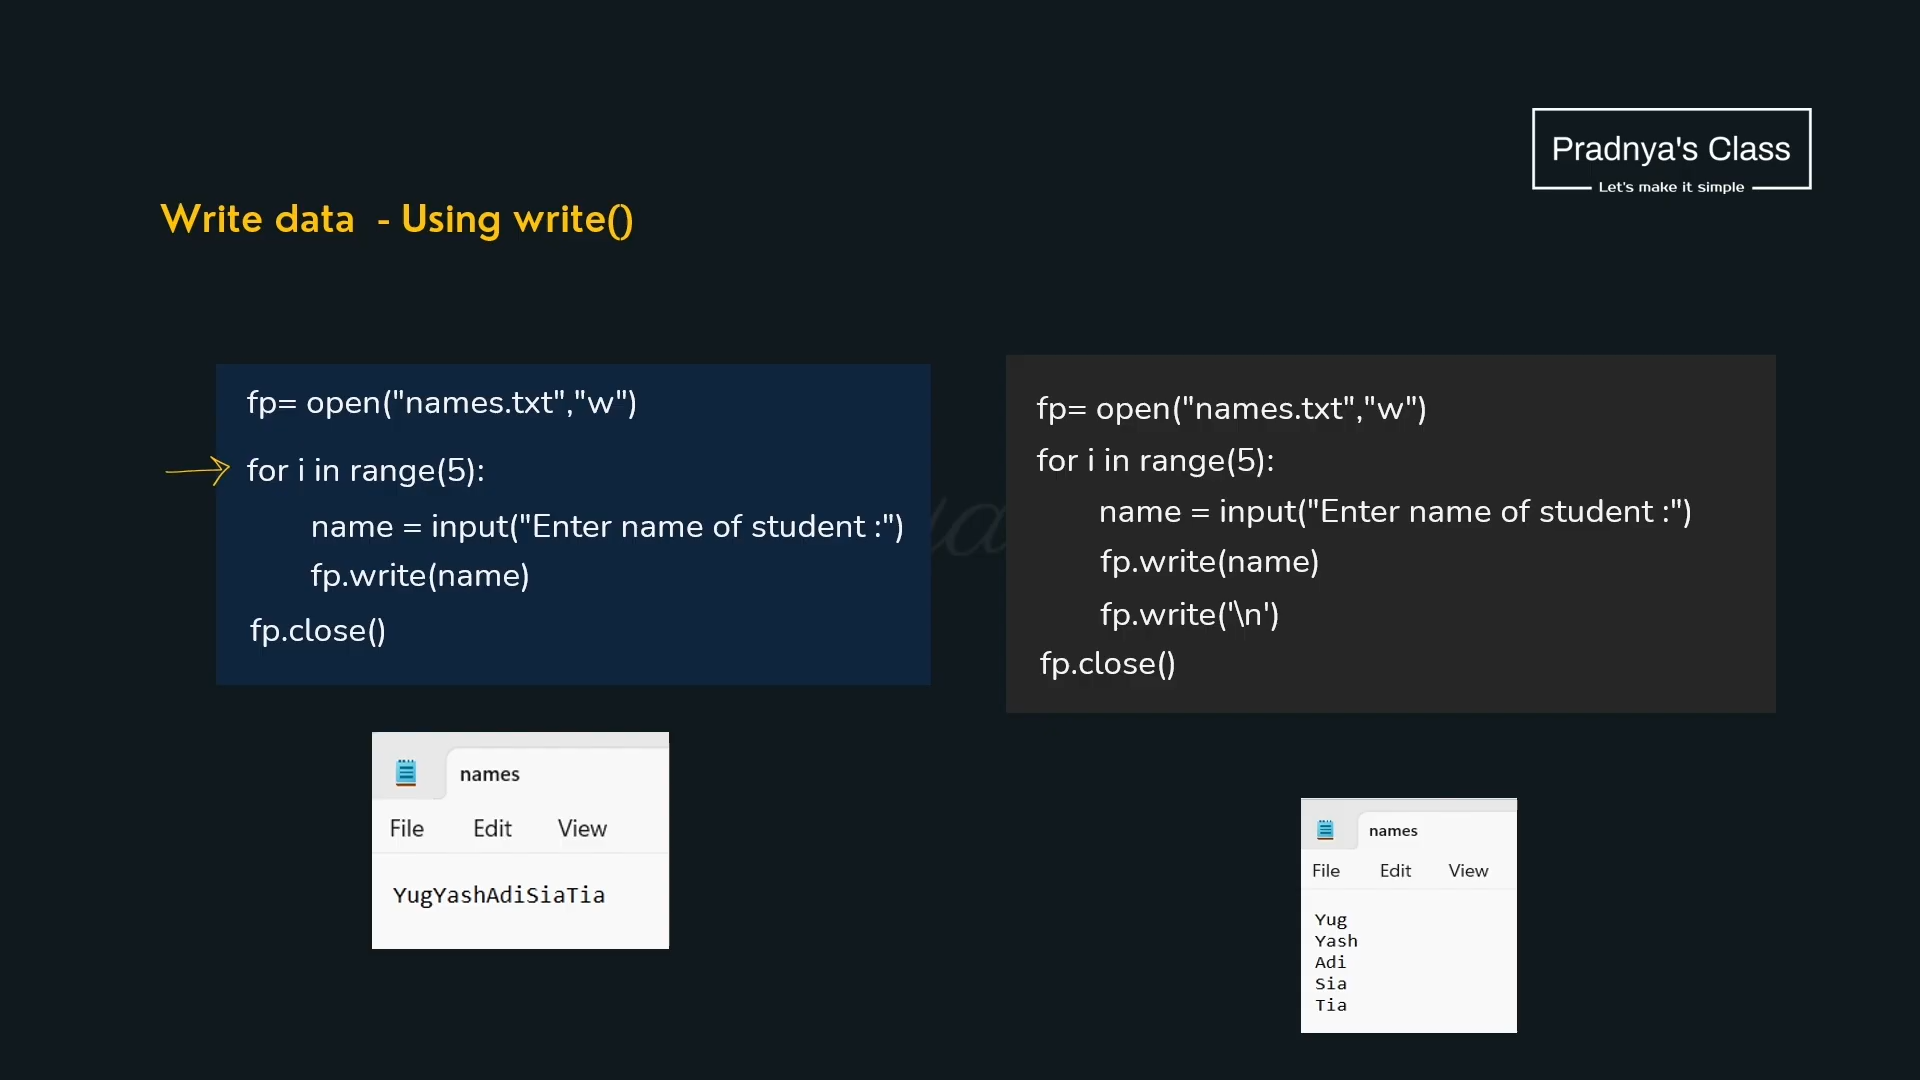 Pradnya's Class
Let's make it simple
Write data - Using write()
fp= open("names.txt","w")
for i in range(5):
name = input("Enter name of student :")
fp.write(name)
fp.close()
fp= open("names.txt","w")
for i in range(5):
name = input("Enter name of student :")
fp.write(name)
fp.write('\n')
fp.close()
names
File Edit View
YugYashAdiSiaTia
names
File Edit View
Yug
Yash
Adi
Sia
Tia